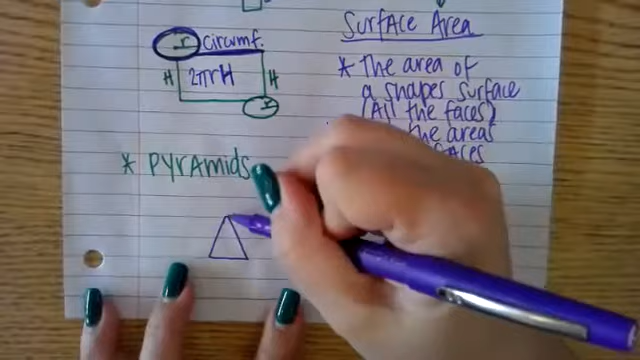 Surface Area
r circumf.
H 2πrH H
r
* The area of
a shapes surface
(All the faces)
the areas
* Pyramids